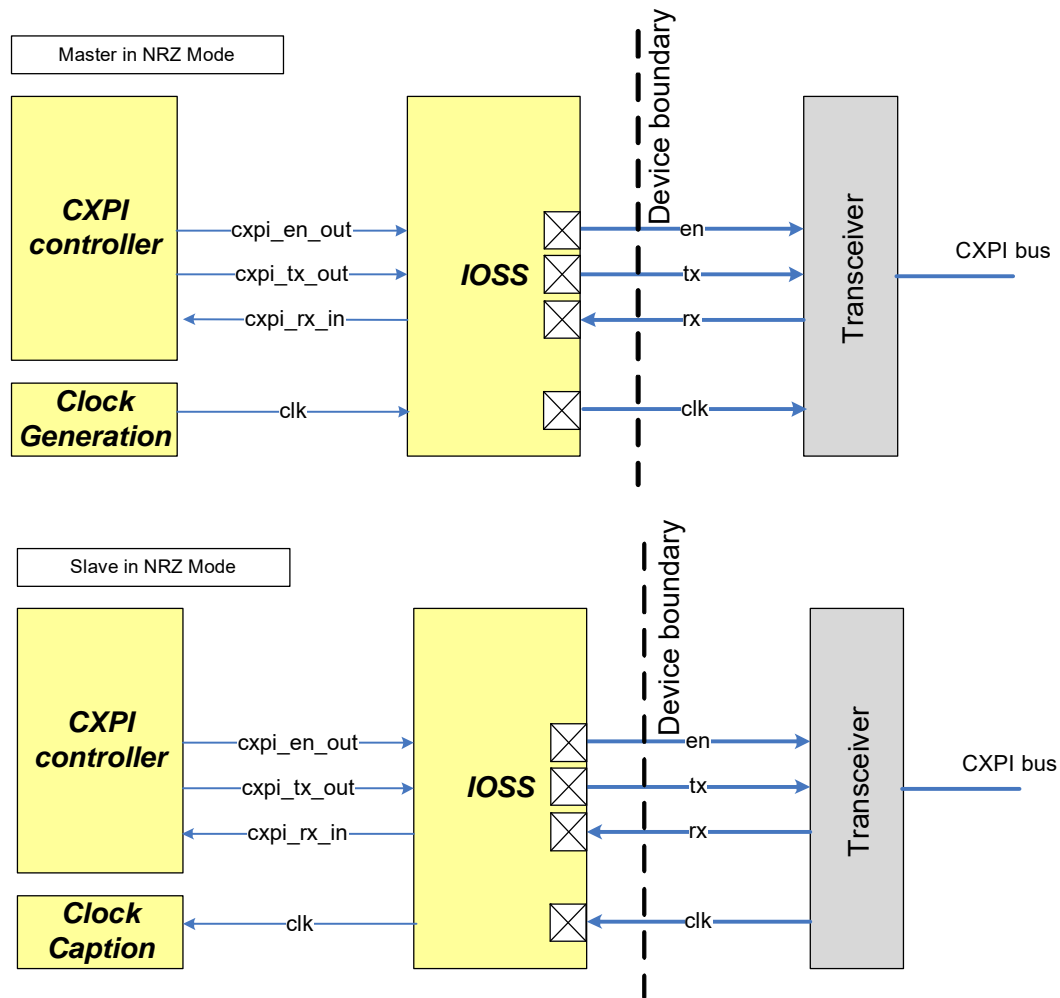 Master in NRZ Mode
Device boundary
CXPI
controller
cxpi_en_out
en
CXPI bus
cxpi_tx_out
IOSS
tx
Transceiver
cxpi_rx_in
rx
Clock
Generation
clk
clk
Slave in NRZ Mode
Device boundary
CXPI
controller
cxpi_en_out
en
CXPI bus
cxpi_tx_out
IOSS
tx
Transceiver
cxpi_rx_in
rx
Clock
Caption
clk
clk